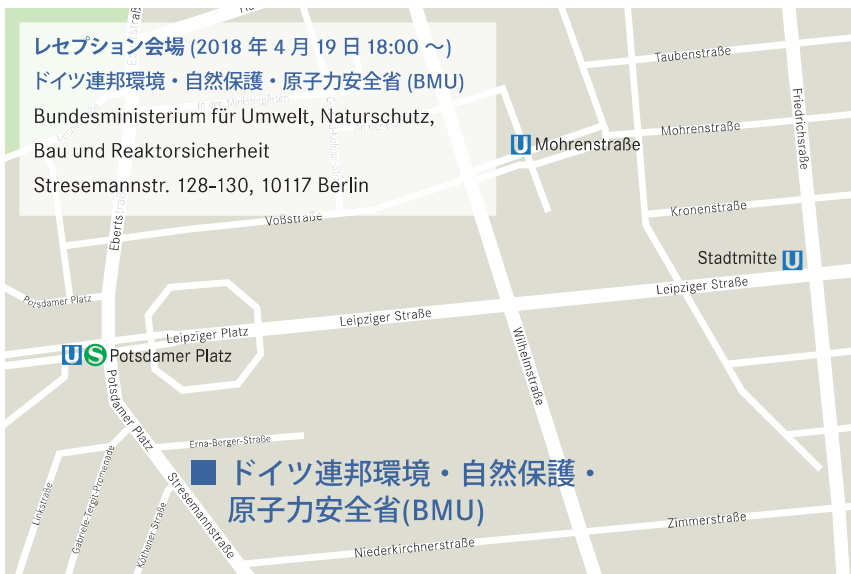 レセプション会場 (2018 年 4 月 19 日 18:00 ～)
ドイツ連邦環境・自然保護・原子力安全省 (BMU)
Bundesministerium für Umwelt, Naturschutz,
Bau und Reaktorsicherheit
Stresemannstr. 128–130, 10117 Berlin
Taubenstraße
Friedrichsraße
Mohrenstraße
U Mohrenstraße
In den Ministergärten
Kronenstraße
Voßstraße
Ebertstraße
Stadtmitte U
Leipziger Straße
Potsdamer Platz
Leipziger Straße
Leipziger Platz
Wilhelmstraße
U S Potsdamer Platz
Potsdamer Platz
Erna-Berger-Straße
ドイツ連邦環境・自然保護・
原子力安全省(BMU)
Linkstraße
Gabriele-Tergit-Promenade
Köthener Straße
Stresemannstraße
Zimmerstraße
Niederkirchnerstraße